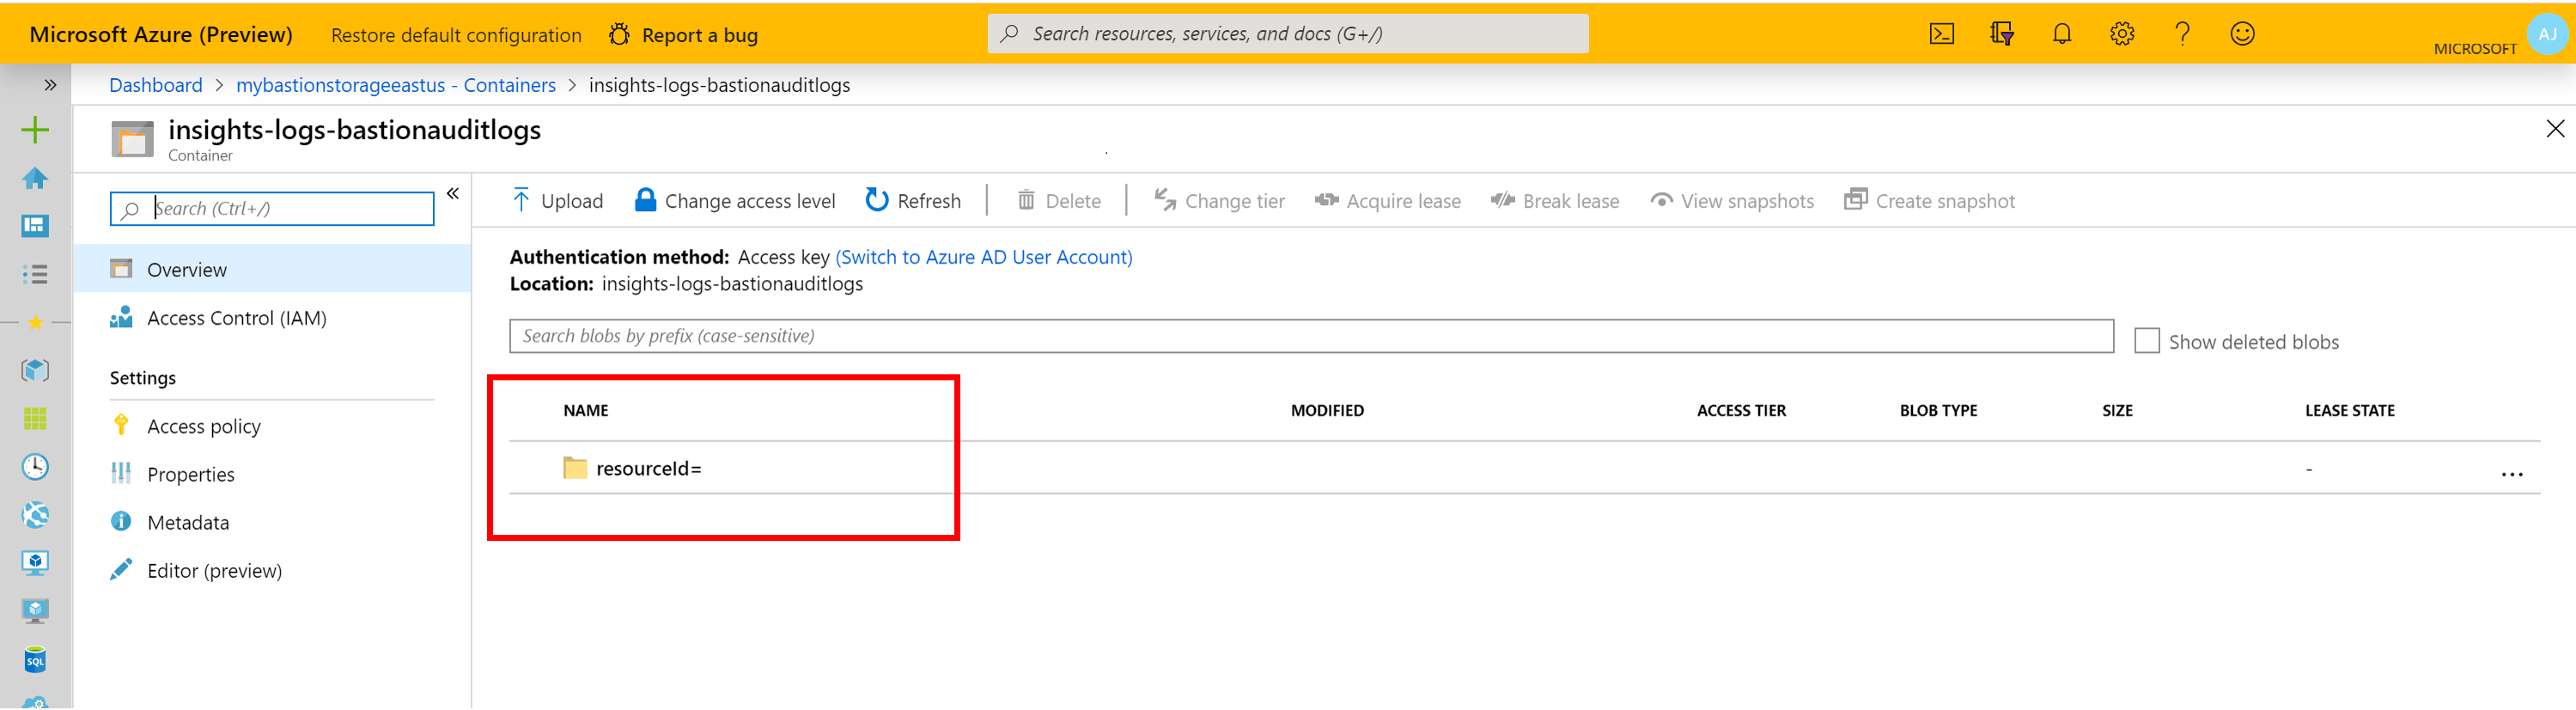 Microsoft Azure (Preview) Restore default configuration Report a bug Search resources, services, and docs (G+/) MICROSOFT AJ
Dashboard > mybastionstorageeastus - Containers > insights-logs-bastionauditlogs
insights-logs-bastionauditlogs
Container
Search (Ctrl+/)
Overview
Access Control (IAM)
Settings
Access policy
Properties
Metadata
Editor (preview)
SQL
Upload Change access level Refresh Delete Change tier Acquire lease Break lease View snapshots Create snapshot
Authentication method: Access key (Switch to Azure AD User Account)
Location: insights-logs-bastionauditlogs
Search blobs by prefix (case-sensitive) Show deleted blobs
NAME MODIFIED ACCESS TIER BLOB TYPE SIZE LEASE STATE
resourceId= - ...